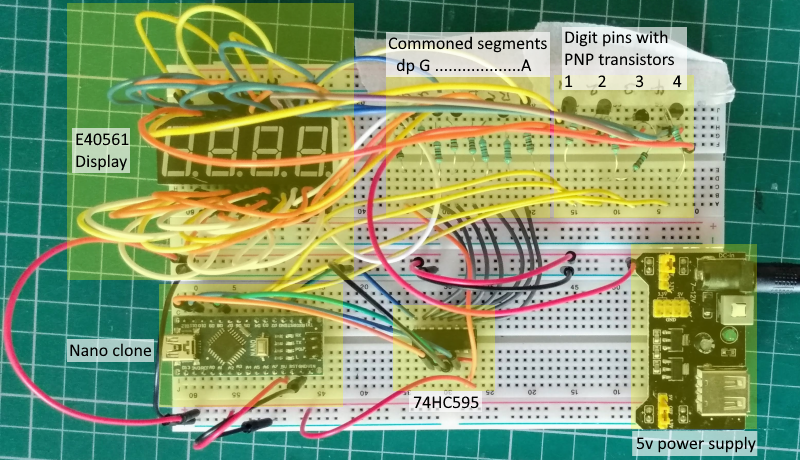 Commoned segments
dp G ....................A
Digit pins with
PNP transistors
1 2 3 4
E40561
Display
Nano clone
74HC595
5v power supply